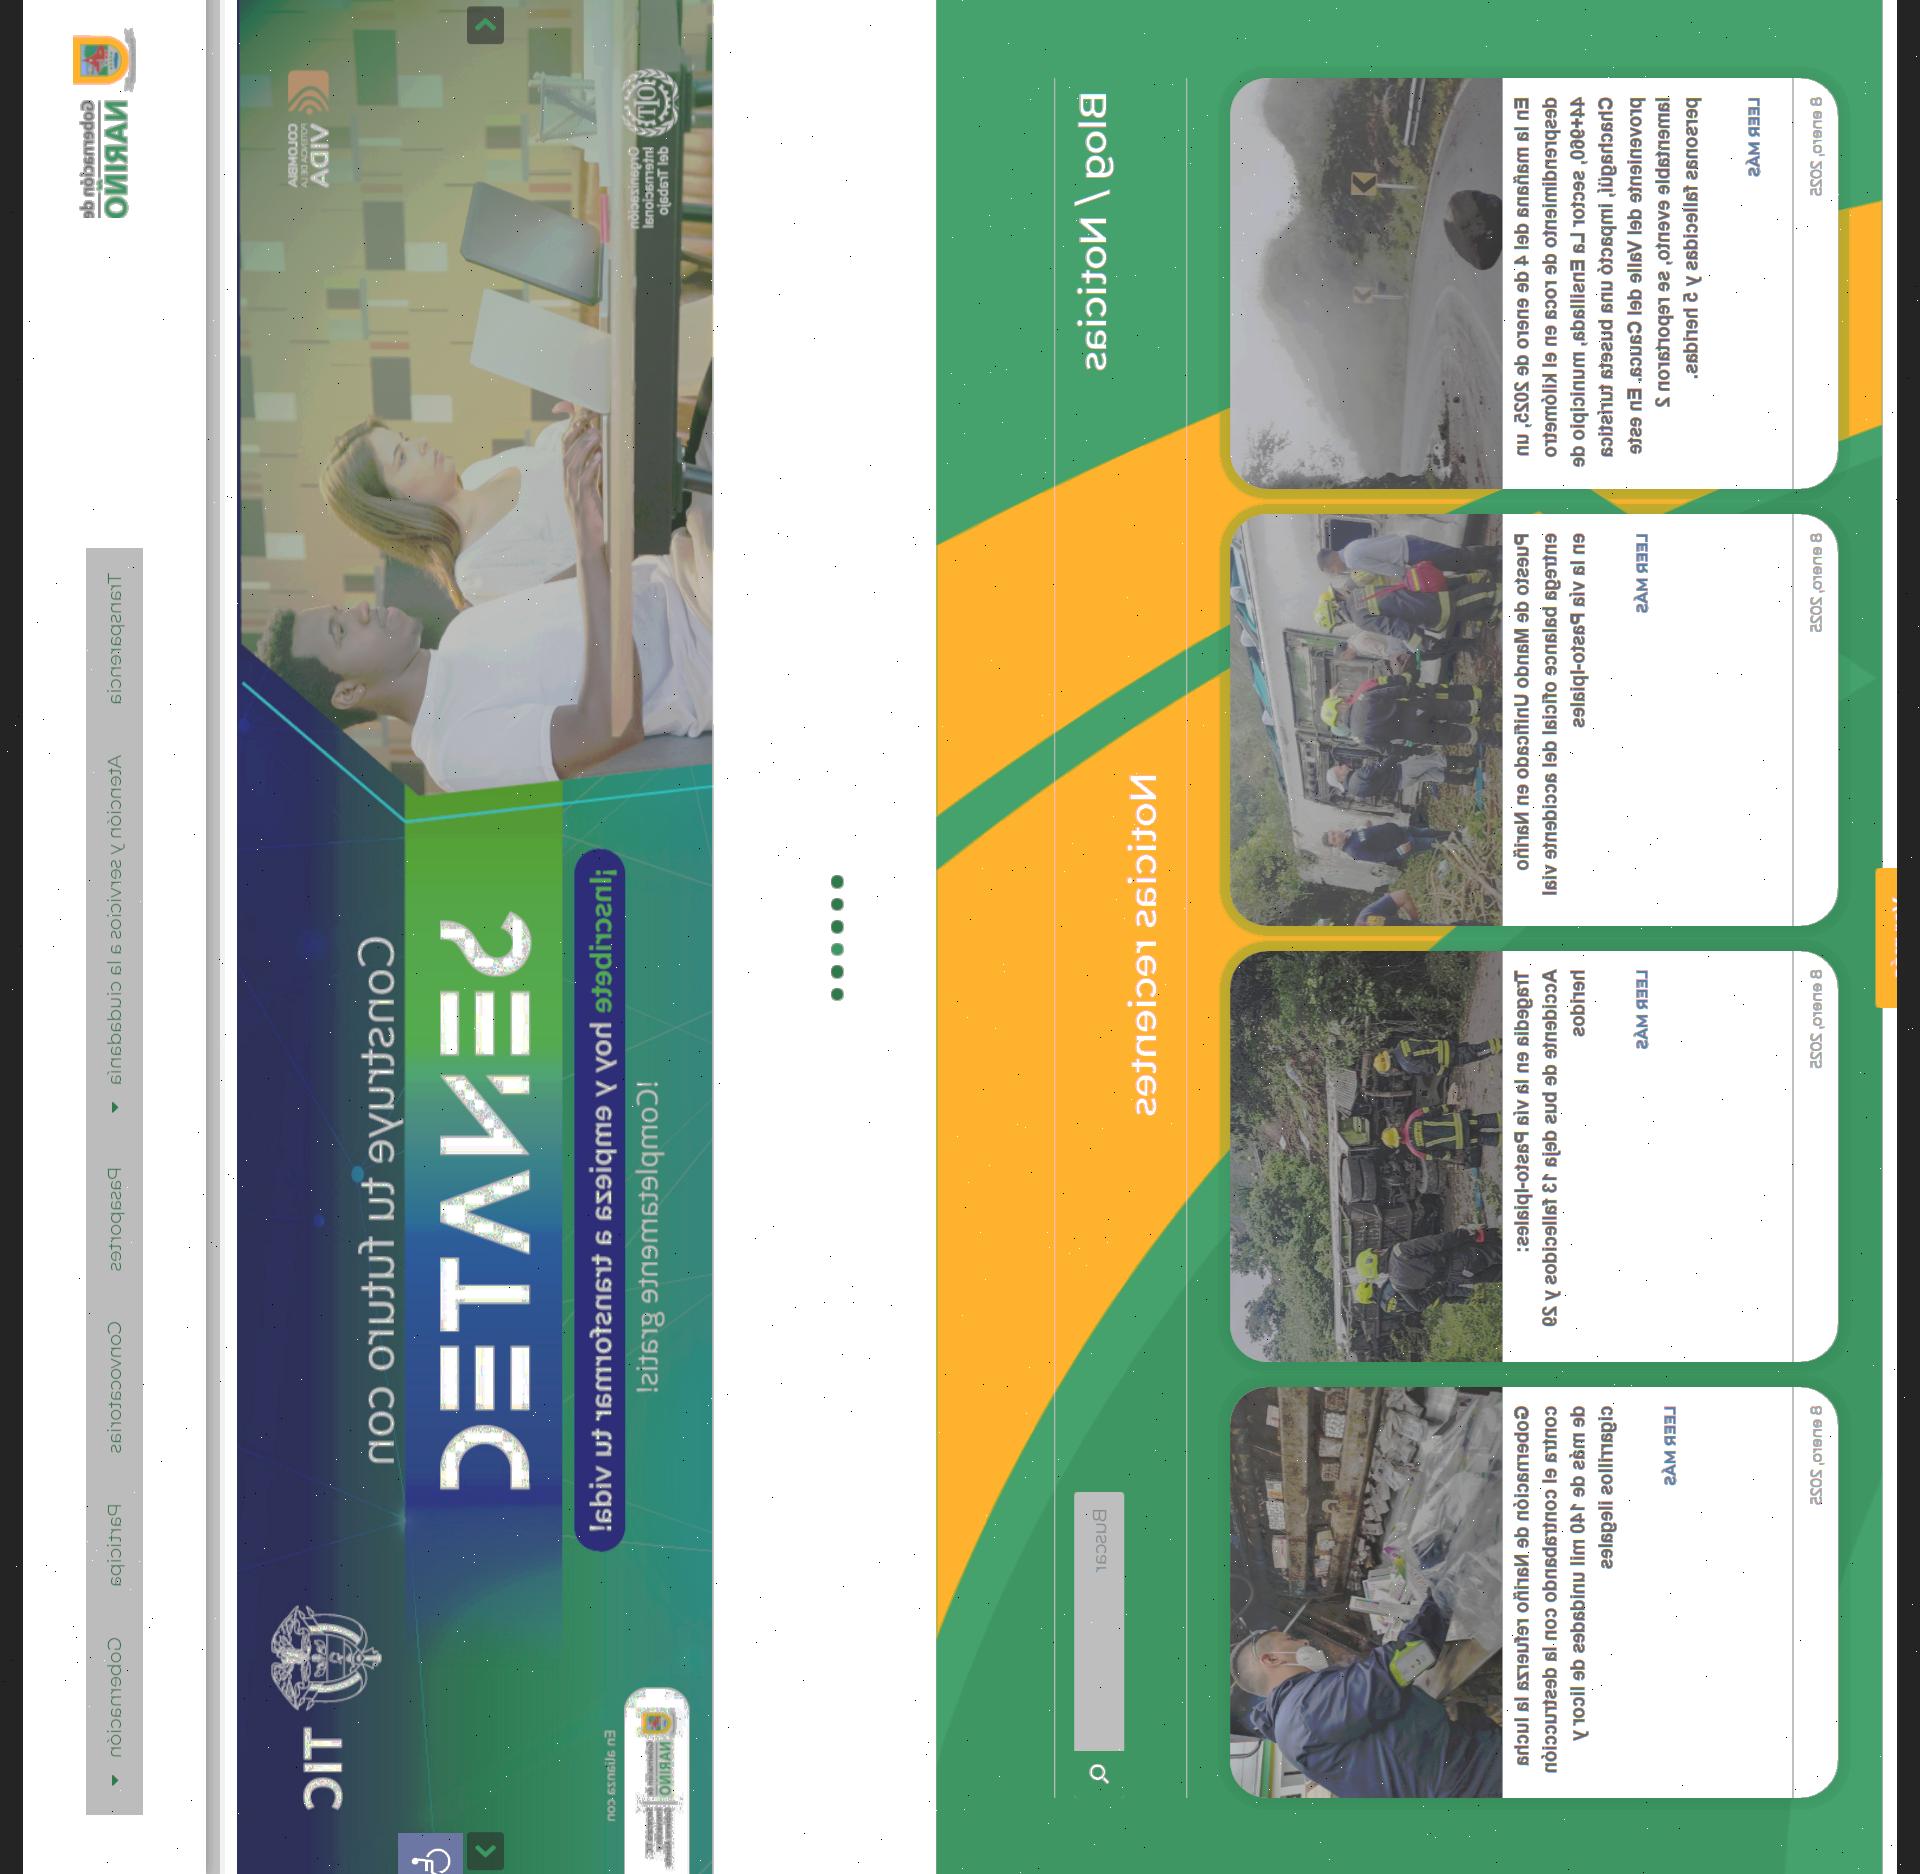 Gobernación de
NARIÑO
Transparencia
Atención y servicios a la ciudadanía
Pasaportes
Convocatorias
Participa
Gobernación
COLOMBIA
POTENCIA DE LA
VIDA
Organización
Internacional
del Trabajo
Construye tu futuro con
SENATEC
¡Inscríbete hoy y empieza a transformar tu vida!
¡Completamente gratis!
TIC
En alianza con
NARIÑO
Blog / Noticias
Buscar
Noticias recientes
En la mañana del 4 de enero de 2025, un
desprendimiento de roca en el kilómetro
06+44, sector La Ensillada, municipio de
Chachagüí, impactó una buseta turística
proveniente del Valle del Cauca. En este
lamentable evento, se reportaron 2
personas fallecidas y 5 heridas.
LEER MÁS
8 enero, 2025
Puesto de Mando Unificado en Nariño
entrega balance oficial del accidente vial
en la vía Pasto-Ipiales
LEER MÁS
8 enero, 2025
Tragedia en la vía Pasto-Ipiales:
Accidente de bus deja 13 fallecidos y 29
heridos
LEER MÁS
8 enero, 2025
Gobernación de Nariño refuerza la lucha
contra el contrabando con la destrucción
de más de 140 mil unidades de licor y
cigarrillos ilegales
LEER MÁS
8 enero, 2025